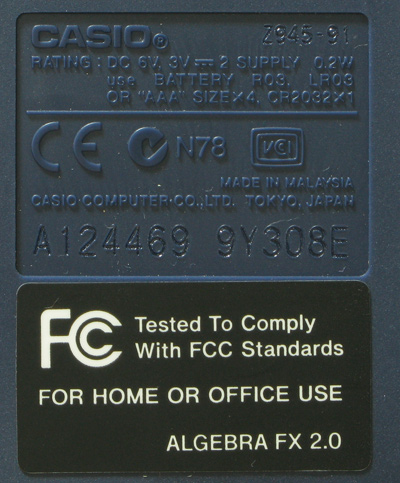 CASIO® Z945-91
RATING : DC 6V, 3V⎓2 SUPPLY 0.2W
use BATTERY R03, LR03
OR "AAA" SIZE×4, CR2032×1
CE N78 VCI
MADE IN MALAYSIA
CASIO COMPUTER CO.,LTD. TOKYO, JAPAN
A124469 9Y308E
FC Tested To Comply
With FCC Standards
FOR HOME OR OFFICE USE
ALGEBRA FX 2.0